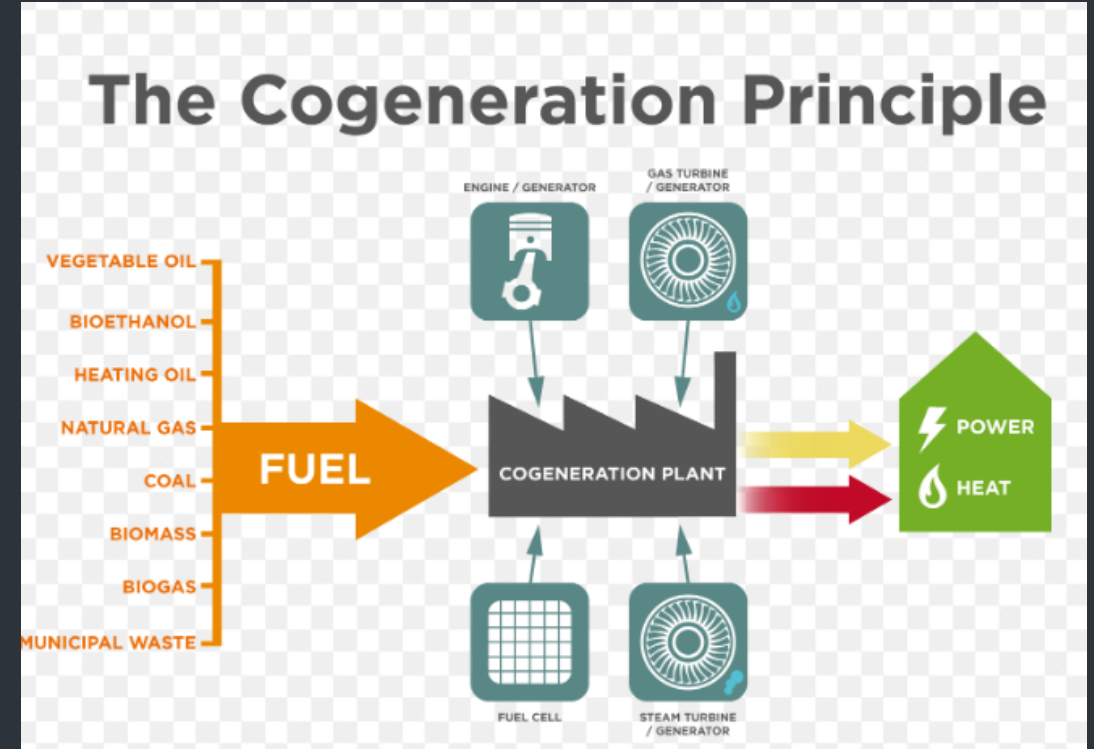 The Cogeneration Principle
ENGINE / GENERATOR
GAS TURBINE
/ GENERATOR
VEGETABLE OIL
BIOETHANOL
HEATING OIL
NATURAL GAS
COAL
BIOMASS
BIOGAS
MUNICIPAL WASTE
FUEL
COGENERATION PLANT
POWER
HEAT
FUEL CELL
STEAM TURBINE
/ GENERATOR